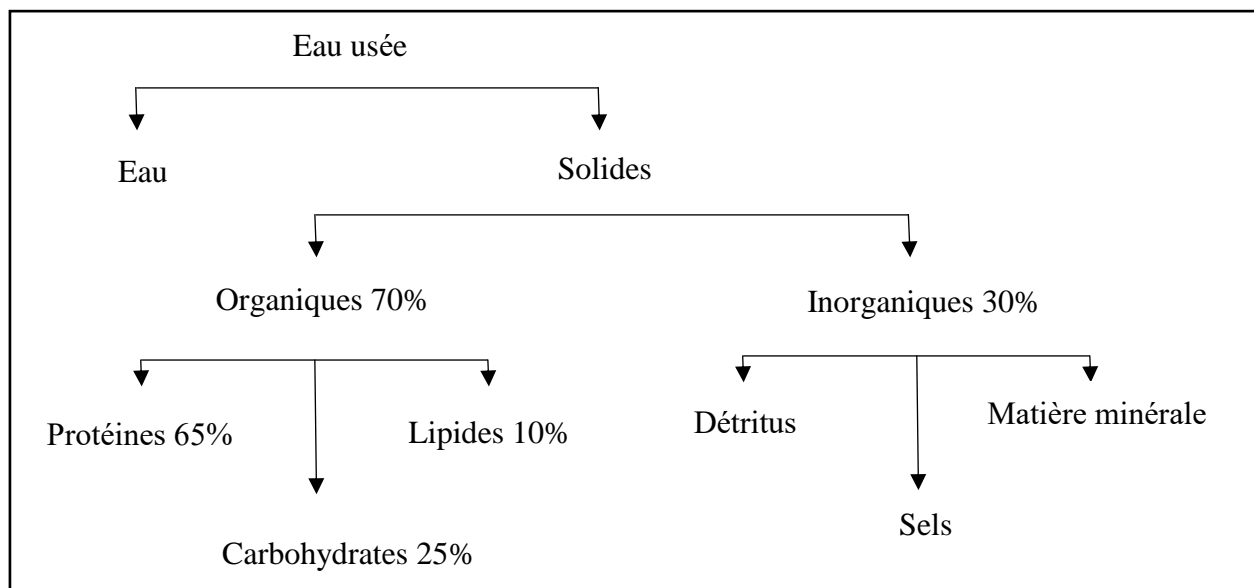 Eau usée
Eau
Solides
Organiques 70%
Inorganiques 30%
Protéines 65%
Lipides 10%
Détritus
Matière minérale
Carbohydrates 25%
Sels